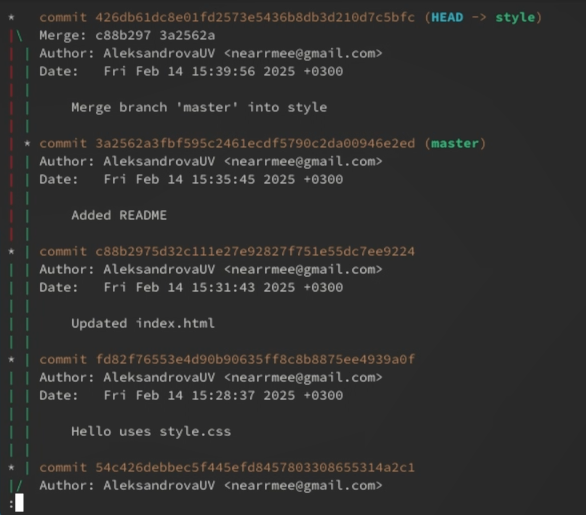 * commit 426db61dc8e01fd2573e5436b8db3d210d7c5bfc (HEAD -> style)
|\ Merge: c88b297 3a2562a
| | Author: AleksandrovaUV <nearrmee@gmail.com>
| | Date: Fri Feb 14 15:39:56 2025 +0300
| |
| | Merge branch 'master' into style
| |
| * commit 3a2562a3fbf595c2461ecdf5790c2da00946e2ed (master)
| | Author: AleksandrovaUV <nearrmee@gmail.com>
| | Date: Fri Feb 14 15:35:45 2025 +0300
| |
| | Added README
| |
* | commit c88b2975d32c111e27e92827f751e55dc7ee9224
| | Author: AleksandrovaUV <nearrmee@gmail.com>
| | Date: Fri Feb 14 15:31:43 2025 +0300
| |
| | Updated index.html
| |
* | commit fd82f76553e4d90b90635ff8c8b8875ee4939a0f
| | Author: AleksandrovaUV <nearrmee@gmail.com>
| | Date: Fri Feb 14 15:28:37 2025 +0300
| |
| | Hello uses style.css
| |
* | commit 54c426debbec5f445efd8457803308655314a2c1
|/ Author: AleksandrovaUV <nearrmee@gmail.com>
: